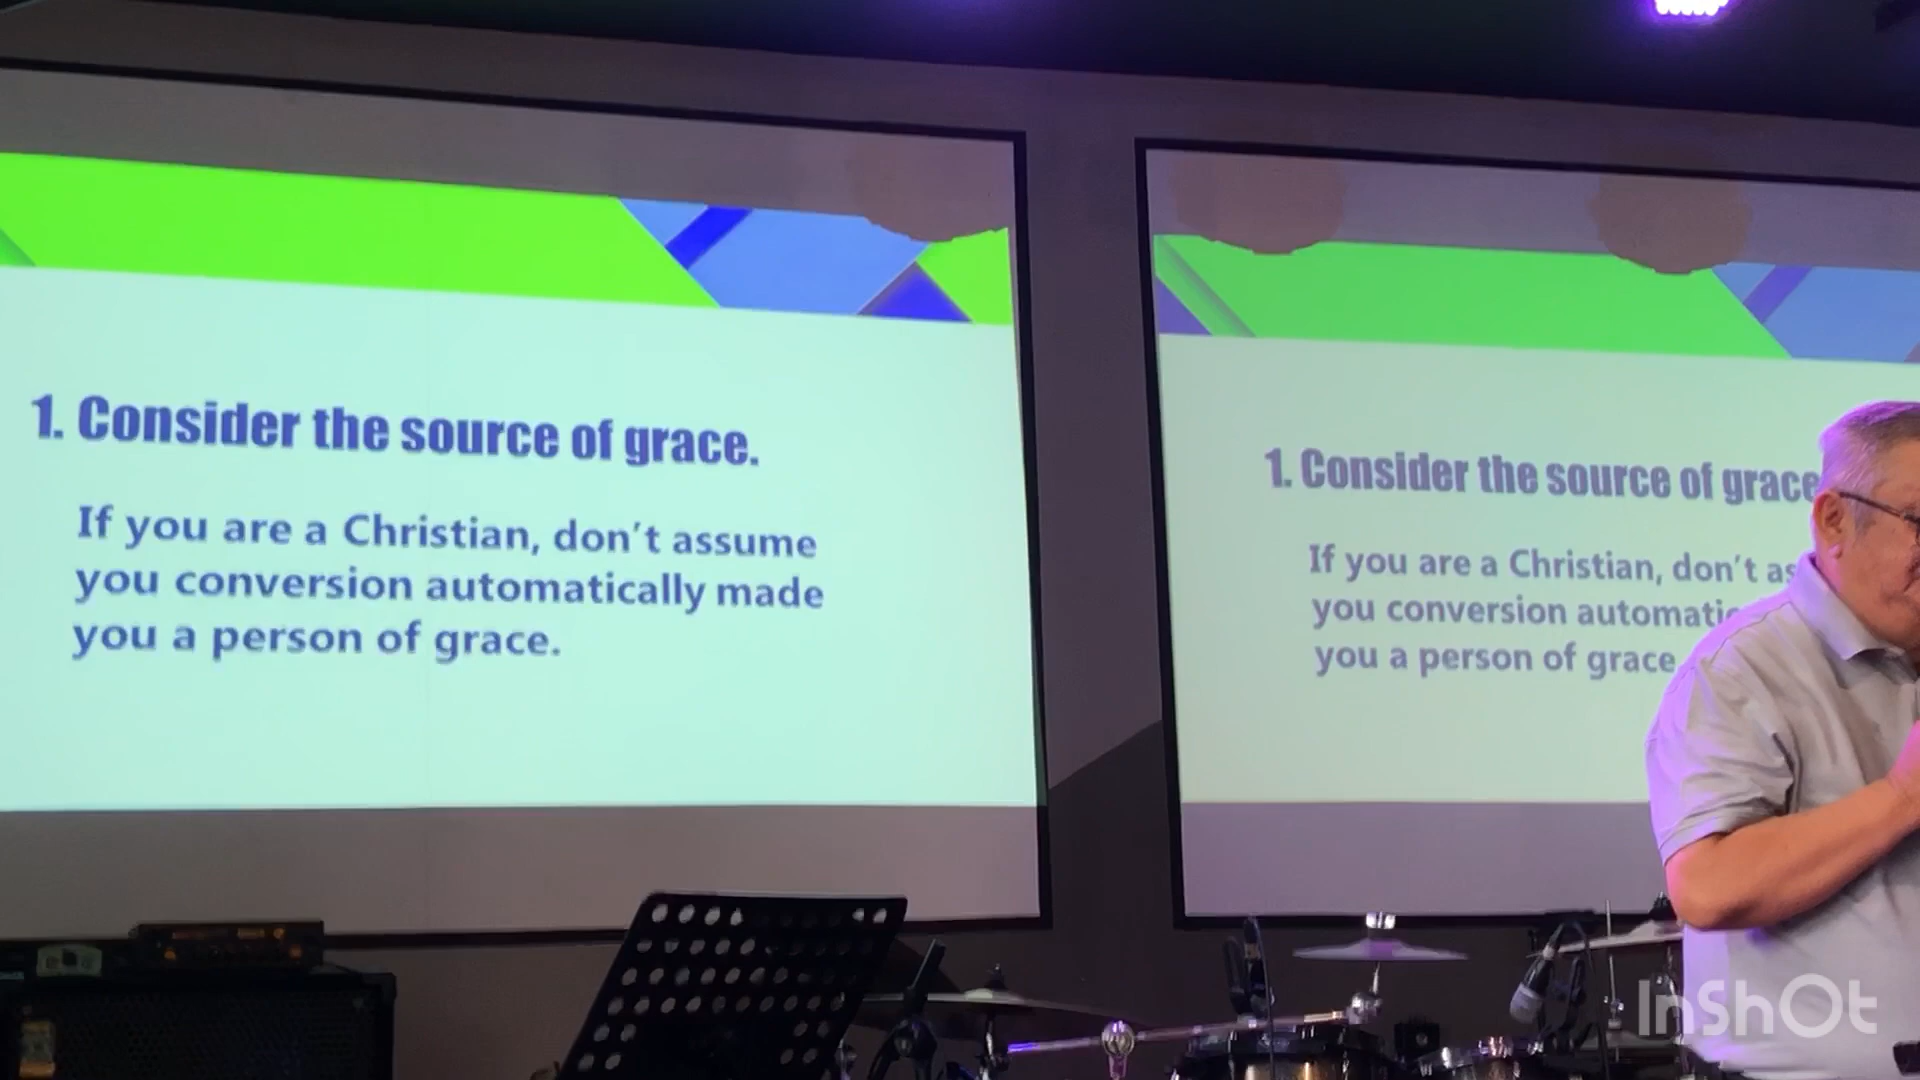 1. Consider the source of grace.
If you are a Christian, don't assume
you conversion automatically made
you a person of grace.
1. Consider the source of grace
If you are a Christian, don't as
you conversion automatic
you a person of grace
InShOt